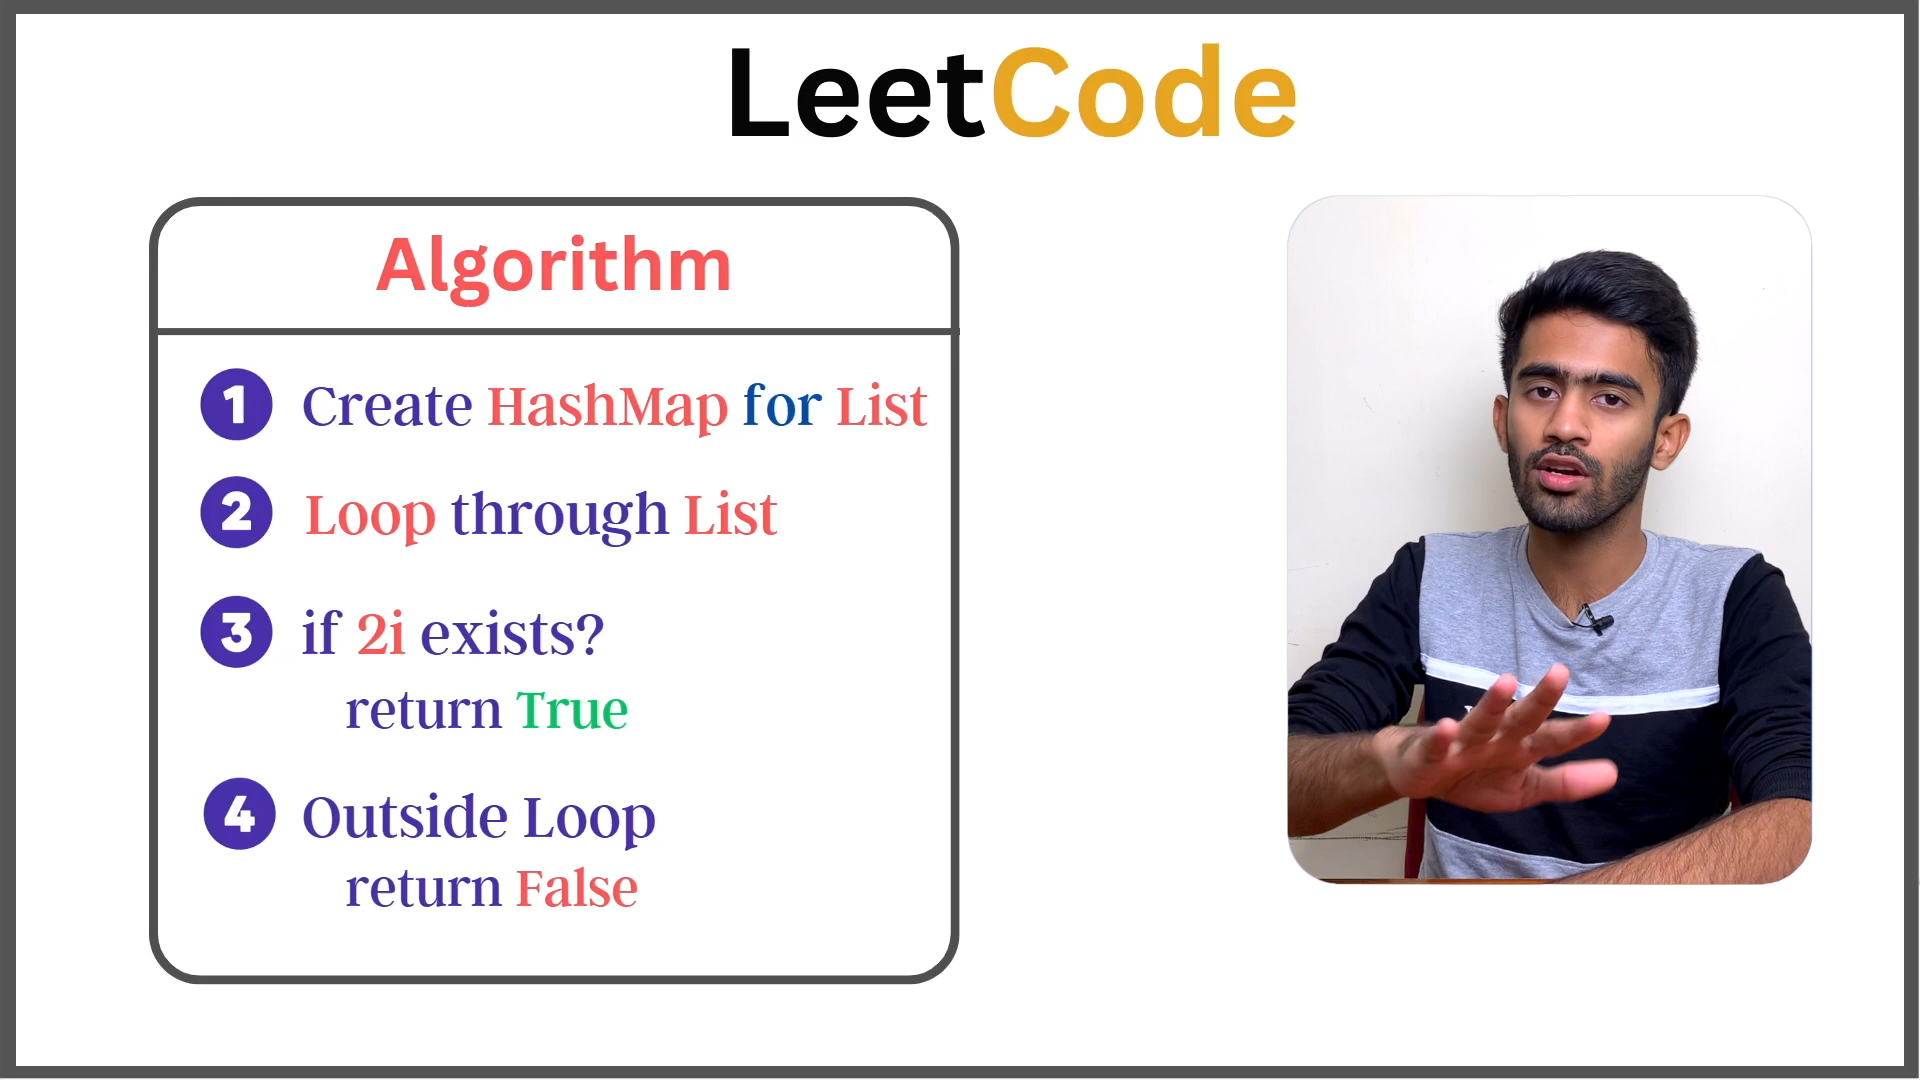 LeetCode
Algorithm
1 Create HashMap for List
2 Loop through List
3 if 2i exists?
return True
4 Outside Loop
return False